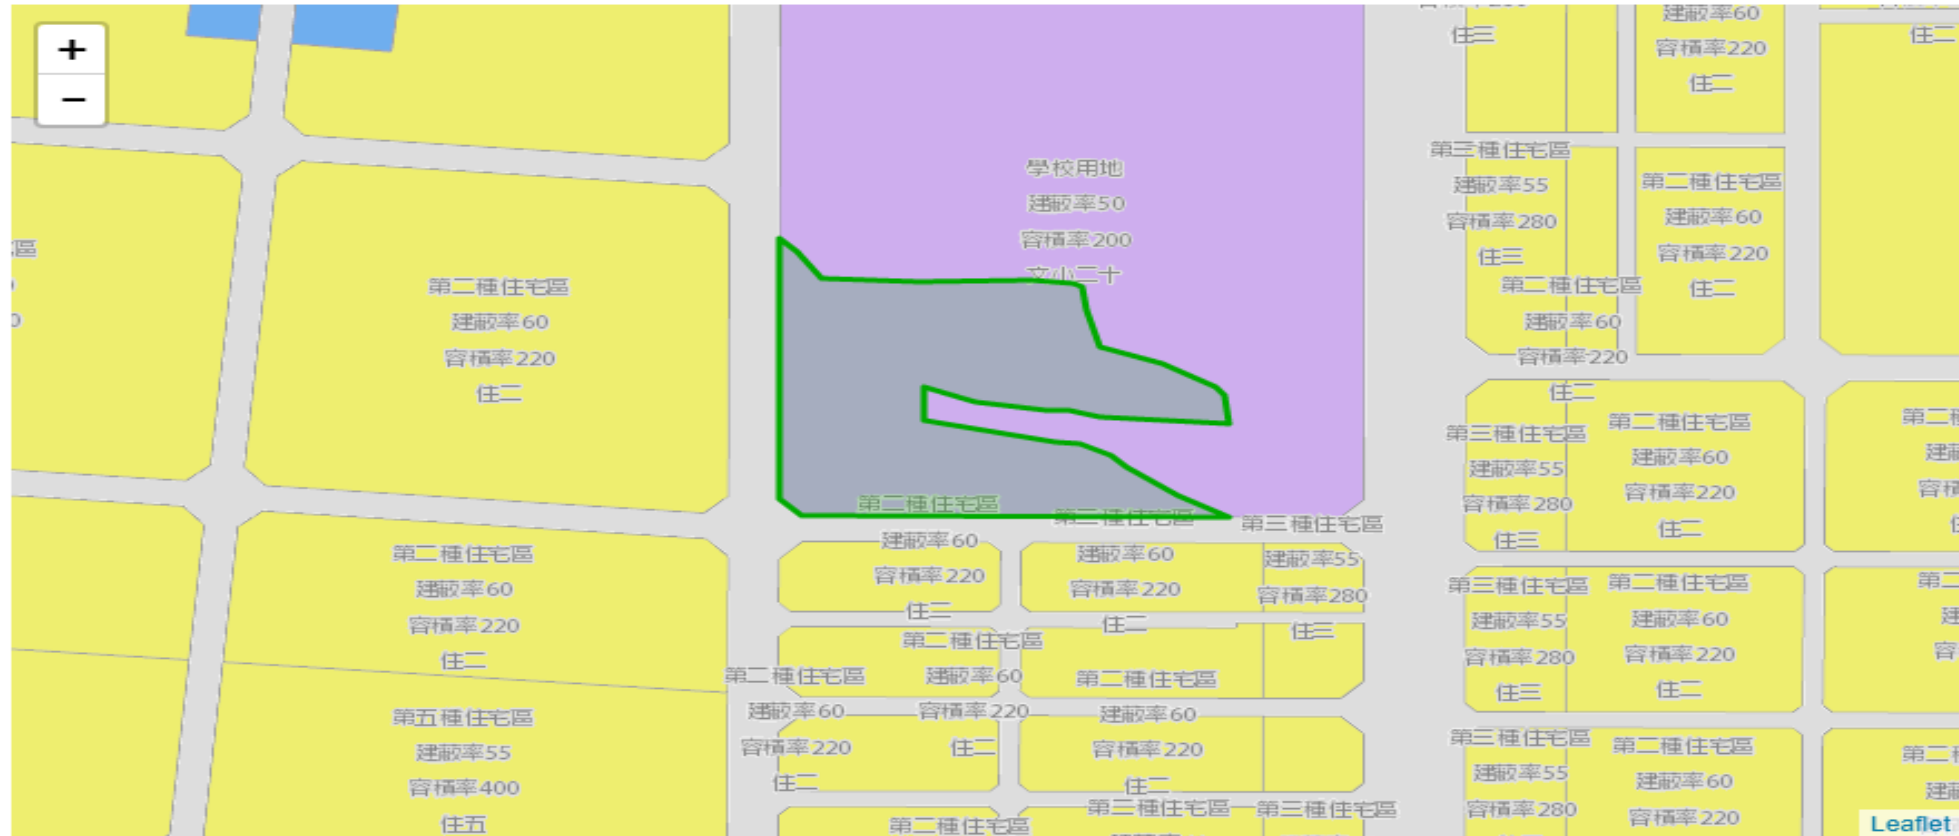 +
−
建蔽率60
容積率220
住二
住三
住二
學校用地
建蔽率50
容積率200
文小二十
第三種住宅區
建蔽率55
容積率280
住三
第二種住宅區
建蔽率60
容積率220
住二
第二種住宅區
建蔽率60
容積率220
住二
區
第二種住宅區
建蔽率60
容積率220
住二
第三種住宅區
建蔽率55
容積率280
住三
第二種住宅區
建蔽率60
容積率220
住二
第二種住宅區
建蔽率60
容積率220
住二
第二種住宅區
建蔽率60
容積率220
住二
第三種住宅區
建蔽率55
容積率280
住三
第二種住宅區
建蔽率60
容積率220
住二
第三種住宅區
建蔽率55
容積率280
住三
第二種住宅區
建蔽率60
容積率220
住二
第二種住宅區
建蔽率60
容積率220
住二
第二種住宅區
建蔽率60
容積率220
住二
第二種住宅區
建蔽率60
容積率220
住二
第五種住宅區
建蔽率55
容積率400
住五
第三種住宅區
建蔽率55
容積率280
第二種住宅區
建蔽率60
容積率220
第二種住宅區
第二種住宅區
第三種住宅區
Leaflet